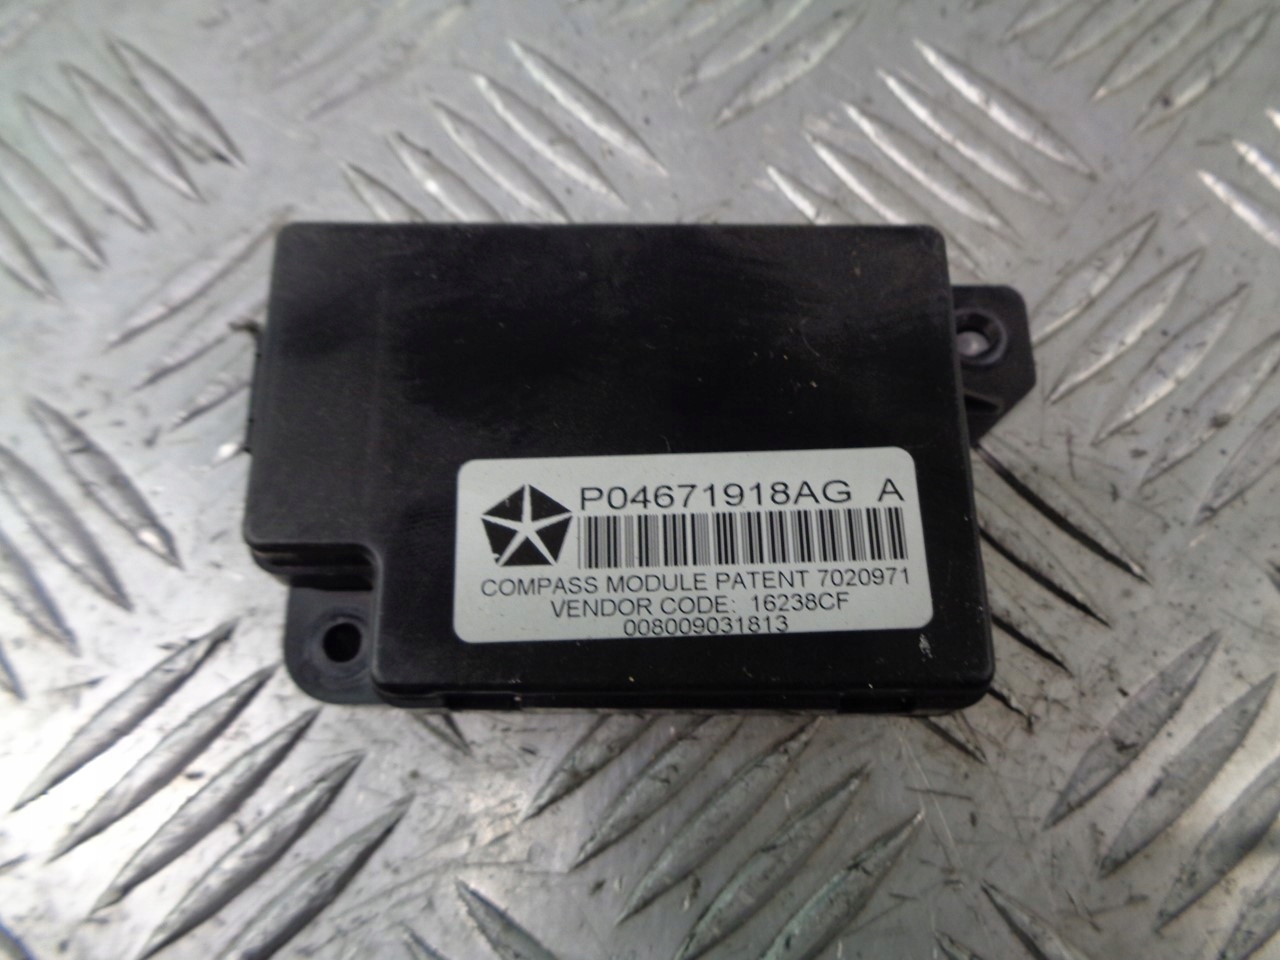 P04671918AG A
COMPASS MODULE PATENT 7020971
VENDOR CODE: 16238CF
008009031813